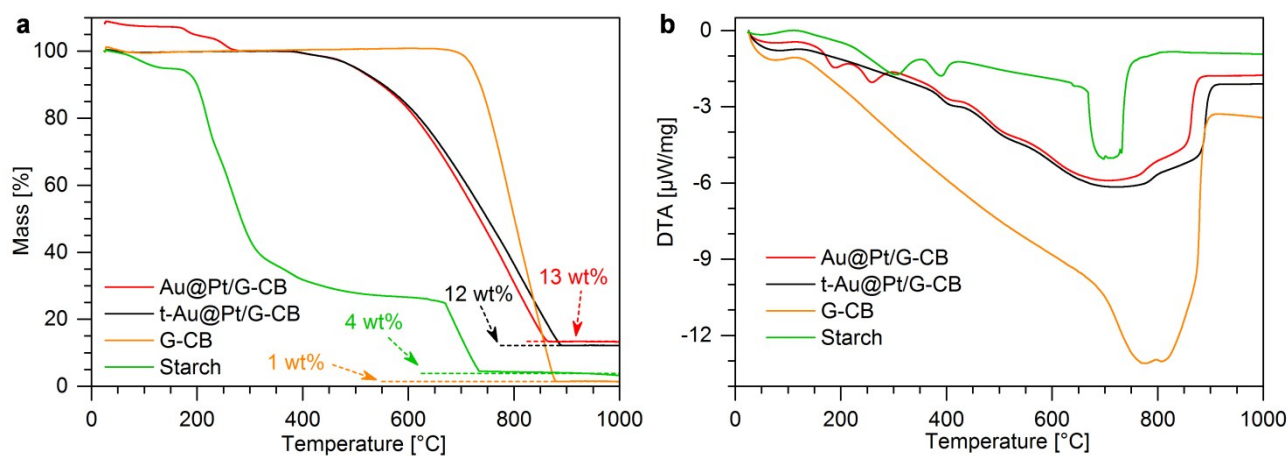 a
Mass [%]
100
80
60
40
20
0
Au@Pt/G-CB
t-Au@Pt/G-CB
G-CB
Starch
13 wt%
12 wt%
4 wt%
1 wt%
0 200 400 600 800 1000
Temperature [°C]
b
DTA [µW/mg]
0
-3
-6
-9
-12
Au@Pt/G-CB
t-Au@Pt/G-CB
G-CB
Starch
0 200 400 600 800 1000
Temperature [°C]